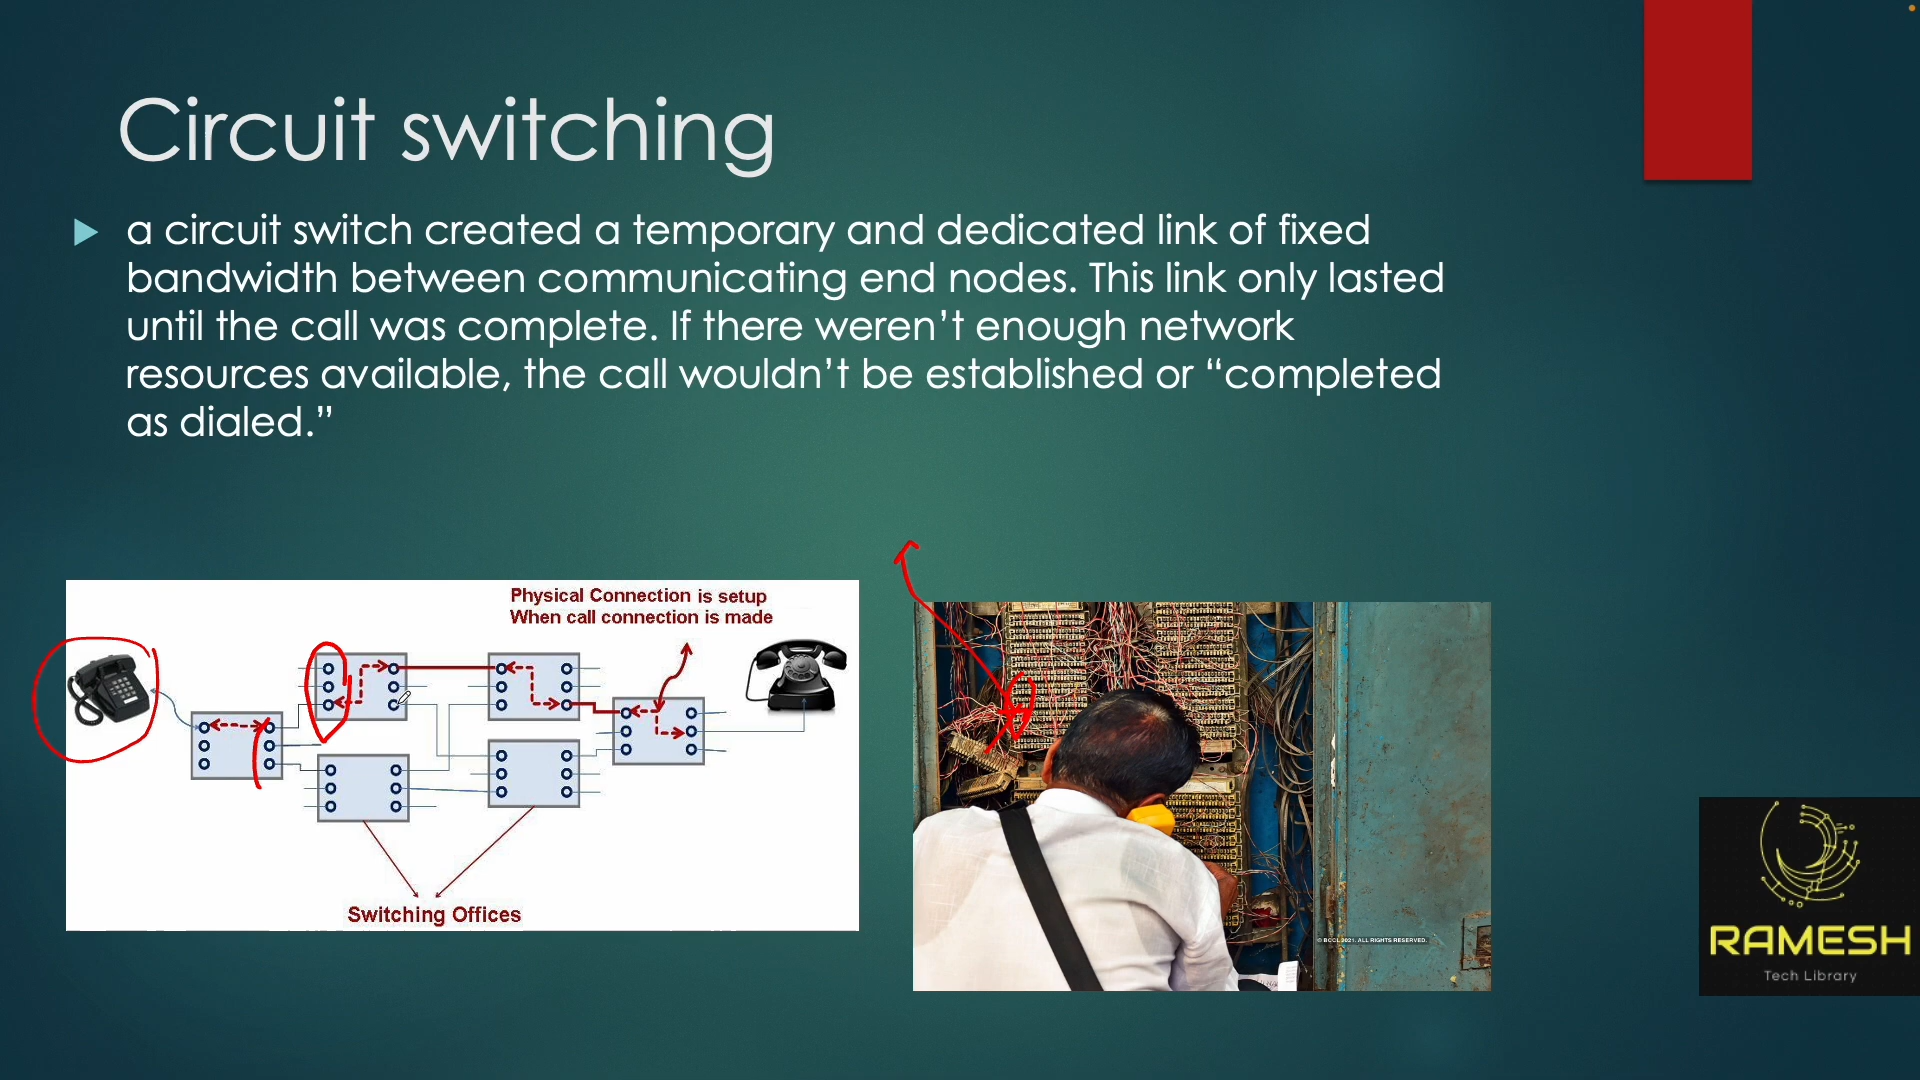 Circuit switching
a circuit switch created a temporary and dedicated link of fixed
bandwidth between communicating end nodes. This link only lasted
until the call was complete. If there weren’t enough network
resources available, the call wouldn’t be established or “completed
as dialed.”
Physical Connection is setup
When call connection is made
Switching Offices
© BCCL 2021. ALL RIGHTS RESERVED.
RAMESH
Tech Library